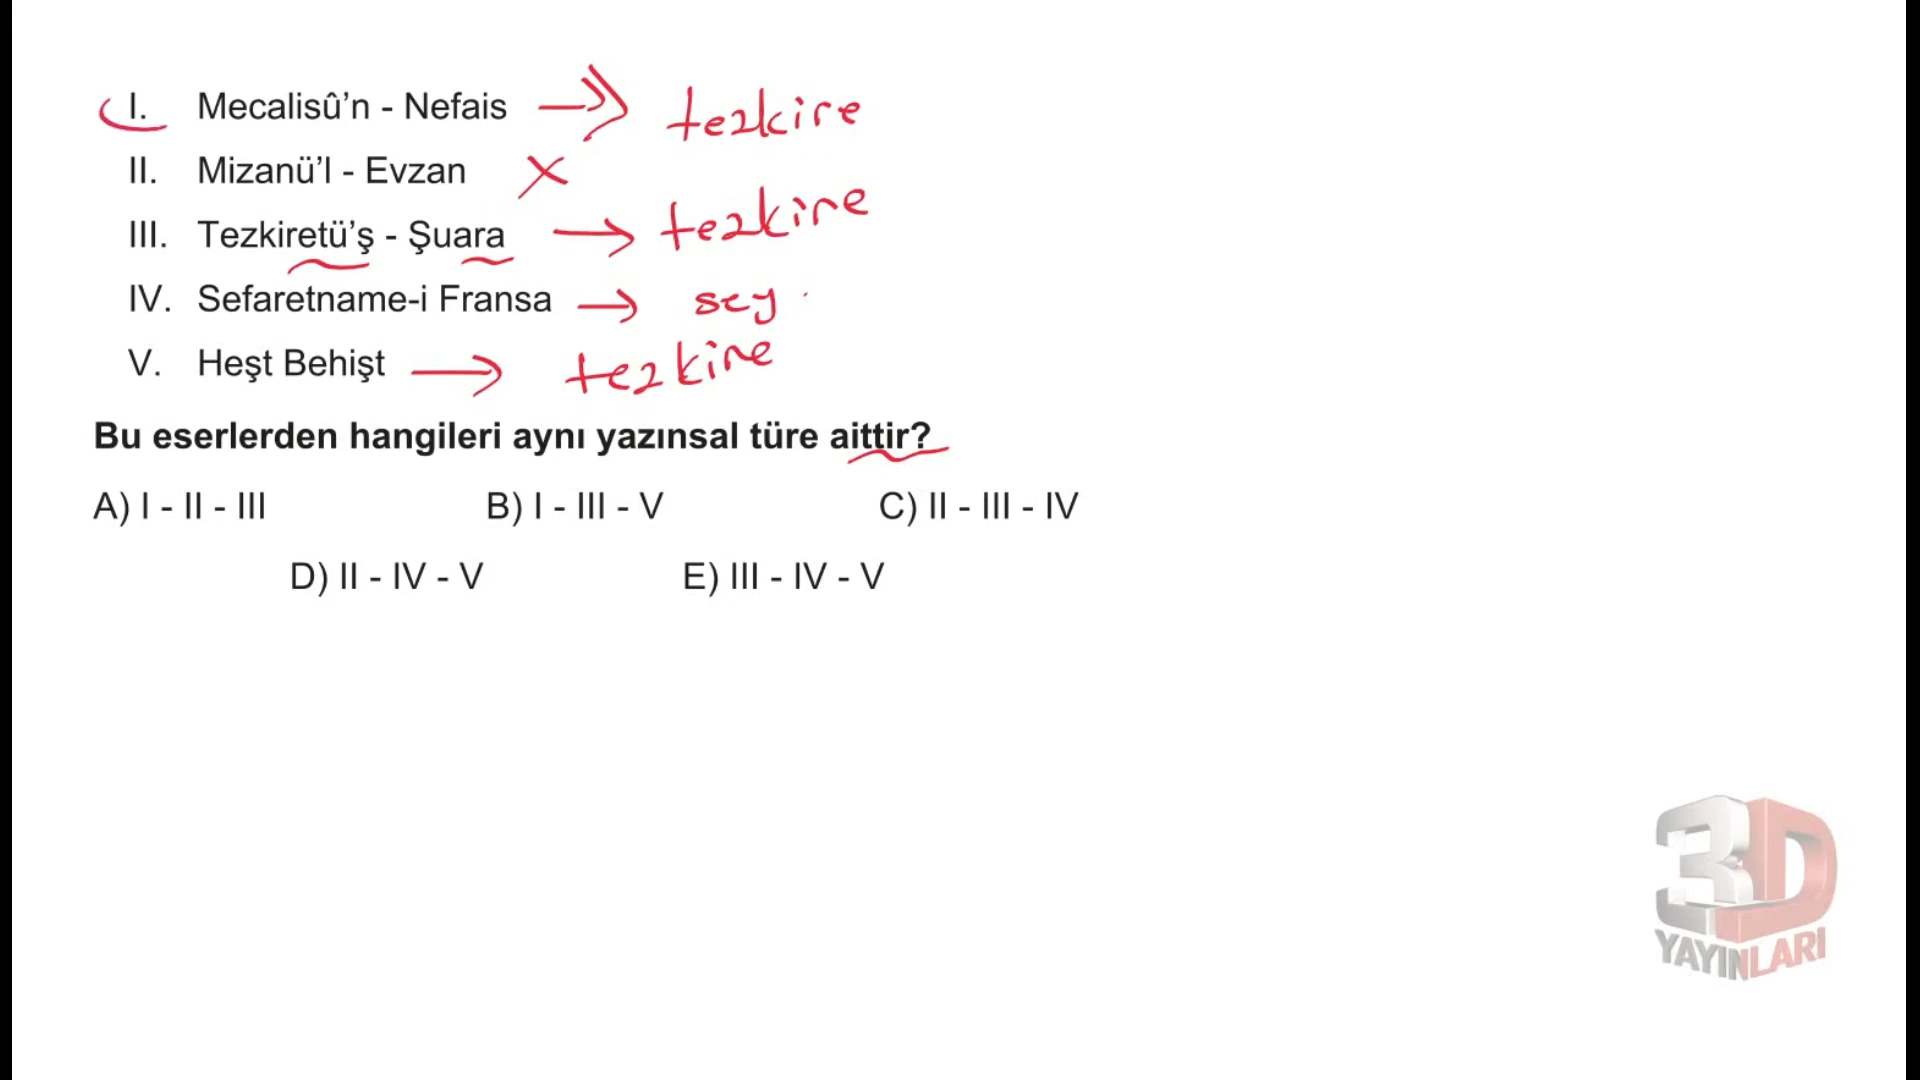 I. Mecalisû’n - Nefais → tezkire
II. Mizanü’l - Evzan X
III. Tezkiretü’ş - Şuara → tezkire
IV. Sefaretname-i Fransa → sey
V. Heşt Behişt → tezkire
Bu eserlerden hangileri aynı yazınsal türe aittir?
A) I - II - III B) I - III - V C) II - III - IV
D) II - IV - V E) III - IV - V
3D
YAYINLARI